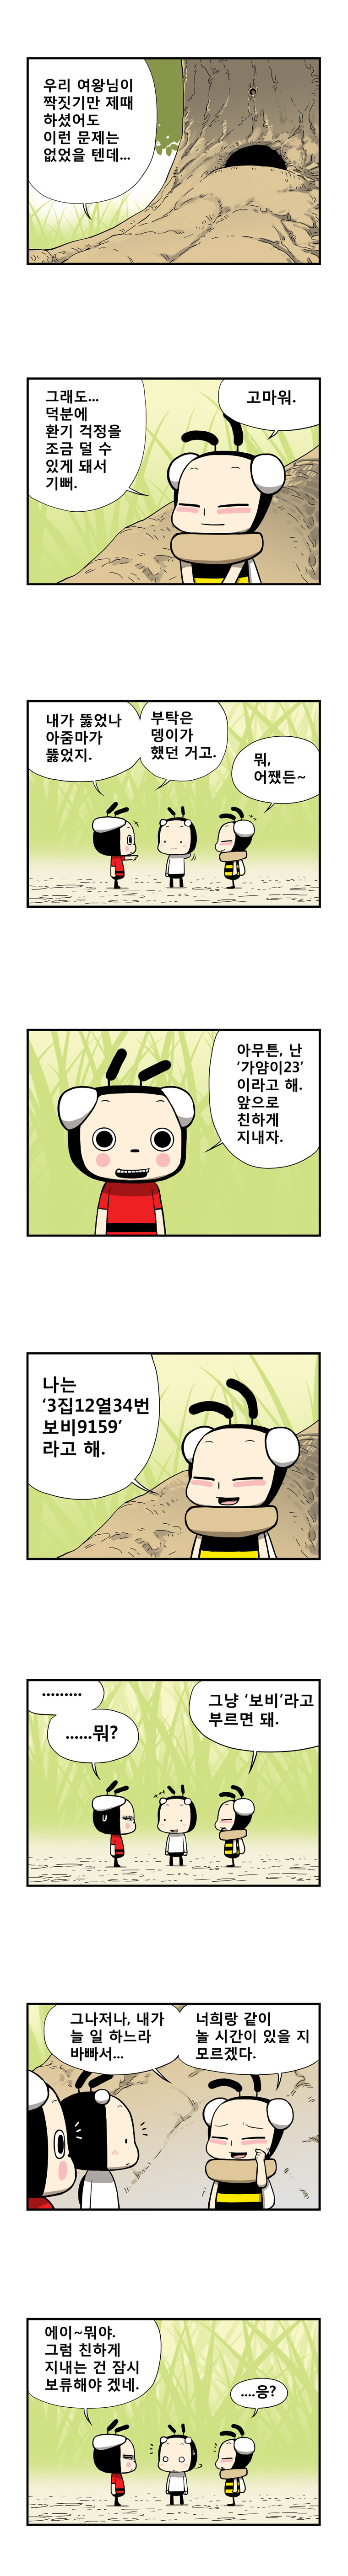 우리 여왕님이
짝짓기만 제때
하셨어도
이런 문제는
없었을 텐데...
그래도...
덕분에
환기 걱정을
조금 덜 수
있게 돼서
기뻐.
고마워.
내가 뚫었나
아줌마가
뚫었지.
부탁은
뎅이가
했던 거고.
뭐,
어쨌든~
아무튼, 난
‘가얌이23’
이라고 해.
앞으로
친하게
지내자.
나는
‘3집12열34번
보비9159’
라고 해.
.........
......뭐?
그냥 ‘보비’라고
부르면 돼.
그나저나, 내가
늘 일 하느라
바빠서...
너희랑 같이
놀 시간이 있을 지
모르겠다.
에이~뭐야.
그럼 친하게
지내는 건 잠시
보류해야 겠네.
....응?